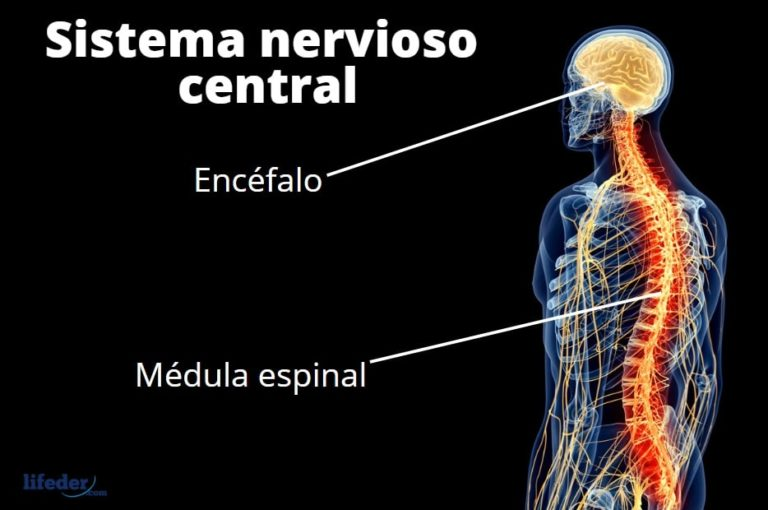 Sistema nervioso
central
Encéfalo
Médula espinal
lifeder
.com